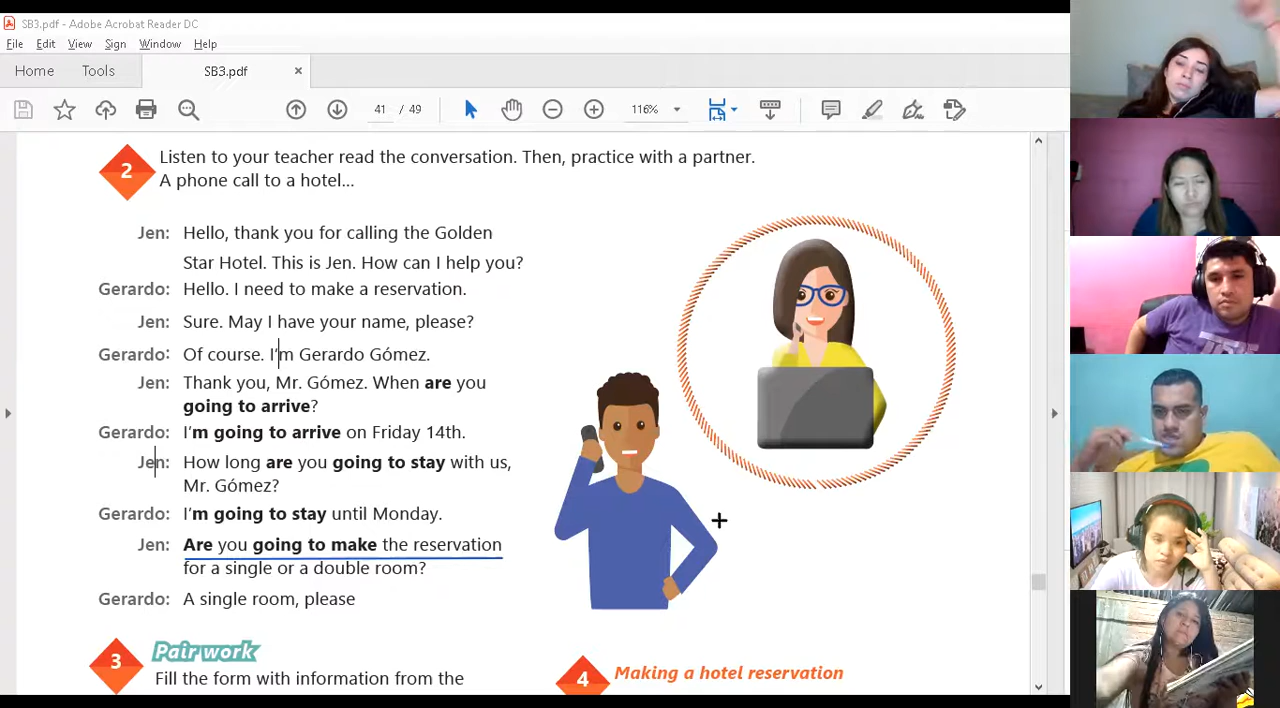 SB3.pdf - Adobe Acrobat Reader DC
File Edit View Sign Window Help
Home Tools SB3.pdf ×
41 / 49 116%
2
Listen to your teacher read the conversation. Then, practice with a partner.
A phone call to a hotel...
Jen: Hello, thank you for calling the Golden
Star Hotel. This is Jen. How can I help you?
Gerardo: Hello. I need to make a reservation.
Jen: Sure. May I have your name, please?
Gerardo: Of course. I'm Gerardo Gómez.
Jen: Thank you, Mr. Gómez. When are you
going to arrive?
Gerardo: I'm going to arrive on Friday 14th.
Jen: How long are you going to stay with us,
Mr. Gómez?
Gerardo: I'm going to stay until Monday.
Jen: Are you going to make the reservation
for a single or a double room?
Gerardo: A single room, please
3 Pair work
Fill the form with information from the
4 Making a hotel reservation